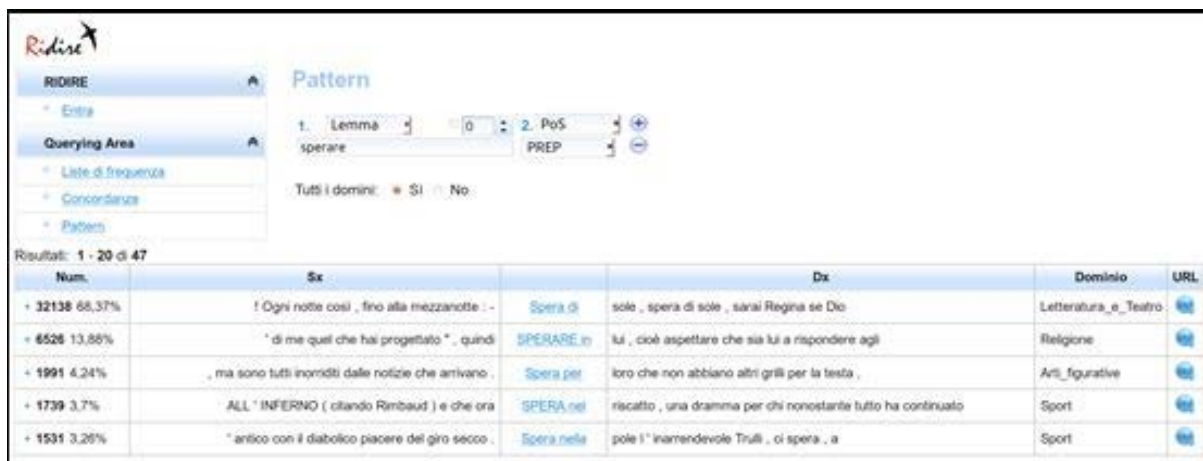 Ridire
RIDIRE
Entra
Querying Area
Liste di frequenza
Concordanze
Pattern
Pattern
1. Lemma 0 2. PoS
sperare PREP
Tutti i domini: Sì No
Risultati: 1 - 20 di 47
Num. Sx Dx Dominio URL
+ 32138 68,37% ! Ogni notte così , fino alla mezzanotte : - Spera di sole , spera di sole , sarai Regina se Dio Letteratura_e_Teatro
+ 6526 13,88% ' di me quel che hai progettato " , quindi SPERARE in lui , cioè aspettare che sia lui a rispondere agli Religione
+ 1991 4,24% , ma sono tutti inorriditi dalle notizie che arrivano . Spera per loro che non abbiano altri grilli per la testa , Arti_figurative
+ 1739 3,7% ALL ' INFERNO ( citando Rimbaud ) e che ora SPERA nel riscatto , una dramma per chi nonostante tutto ha continuato Sport
+ 1531 3,26% ' antico con il diabolico piacere del giro secco . Spera nella pole l ' inarrendevole Trulli , ci spera , a Sport